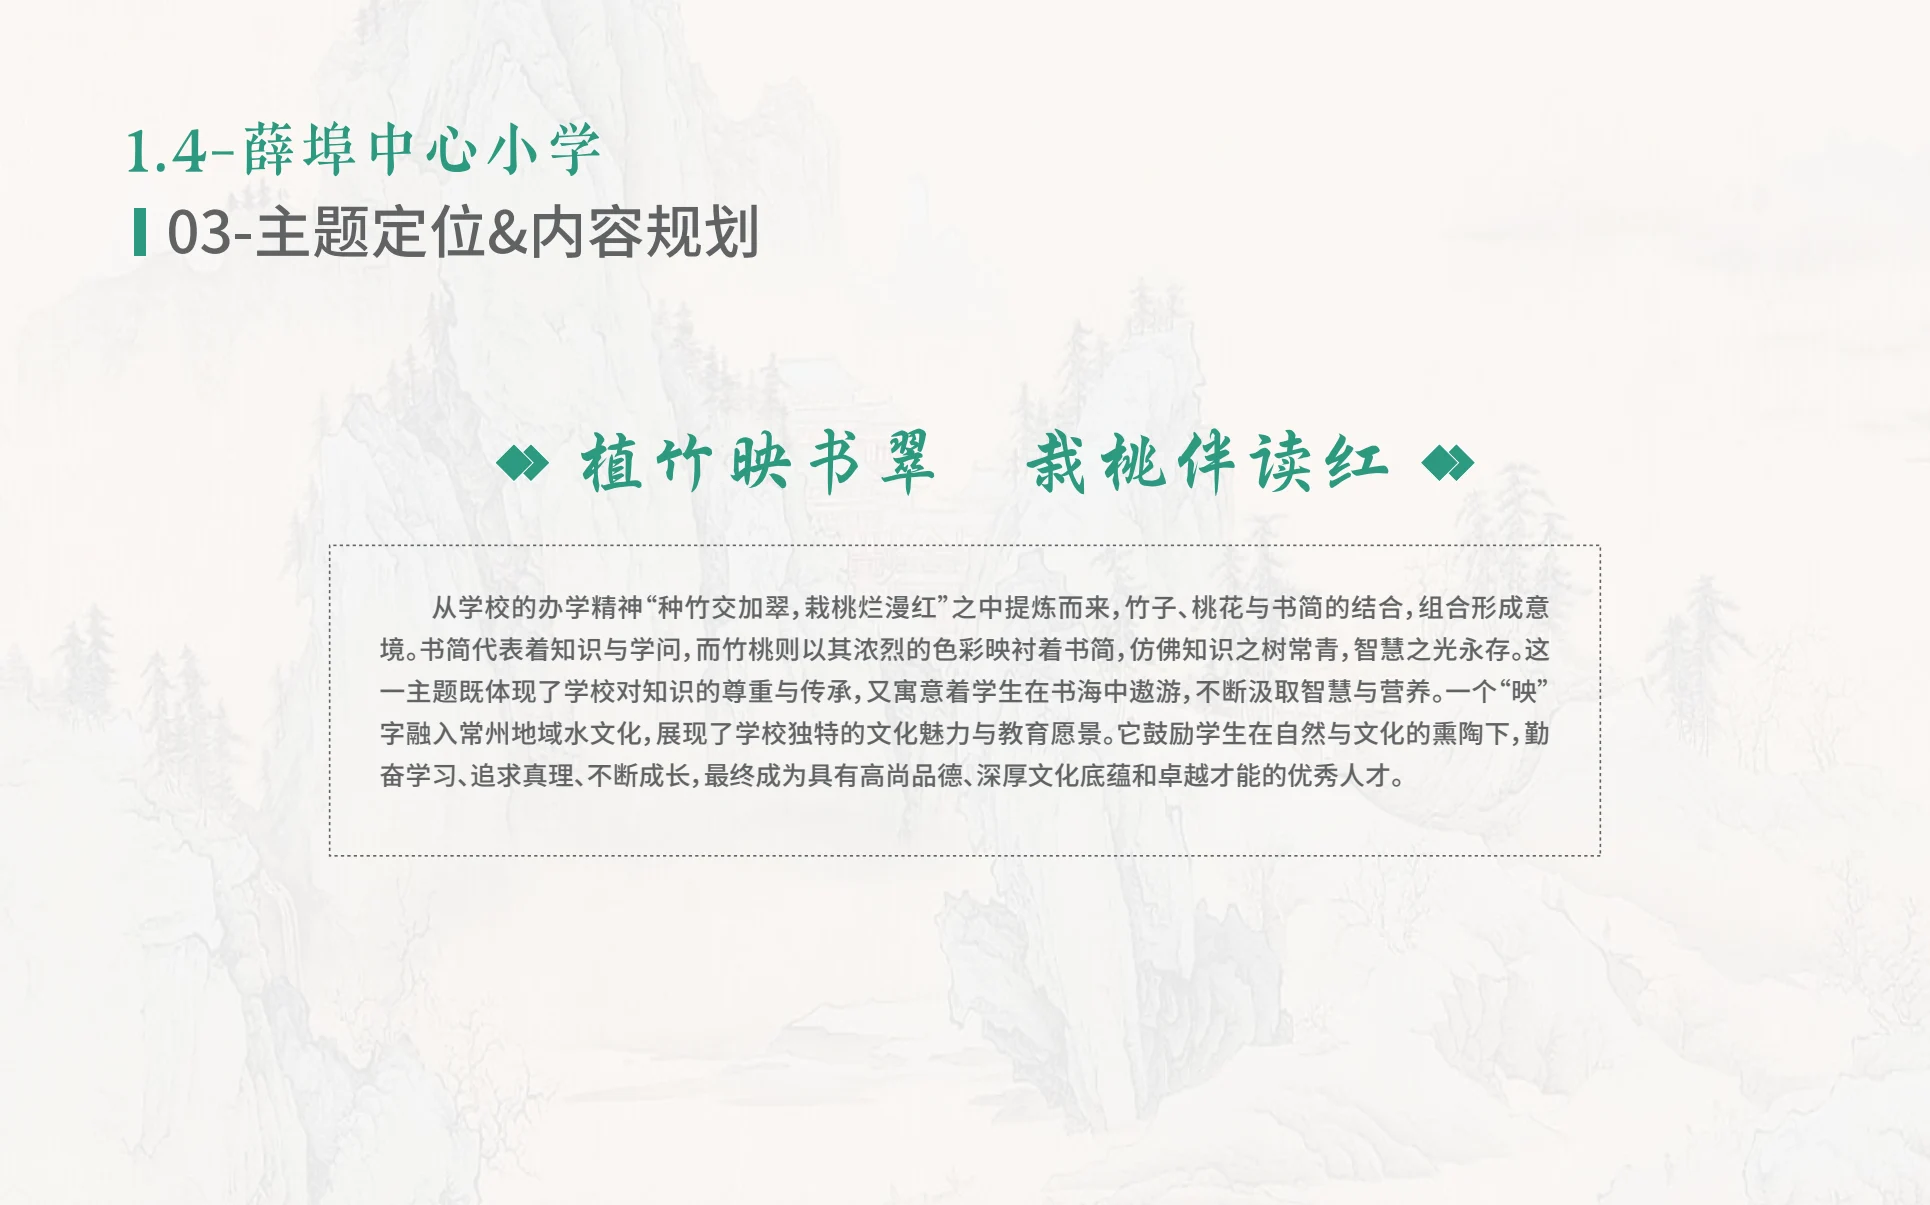 1.4-薛埠中心小学
03-主题定位&内容规划
植竹映书翠 栽桃伴读红
从学校的办学精神“种竹交加翠，栽桃烂漫红”之中提炼而来，竹子、桃花与书简的结合，组合形成意
境。书简代表着知识与学问，而竹桃则以其浓烈的色彩映衬着书简，仿佛知识之树常青，智慧之光永存。这
一主题既体现了学校对知识的尊重与传承，又寓意着学生在书海中遨游，不断汲取智慧与营养。一个“映”
字融入常州地域水文化，展现了学校独特的文化魅力与教育愿景。它鼓励学生在自然与文化的熏陶下，勤
奋学习、追求真理、不断成长，最终成为具有高尚品德、深厚文化底蕴和卓越才能的优秀人才。